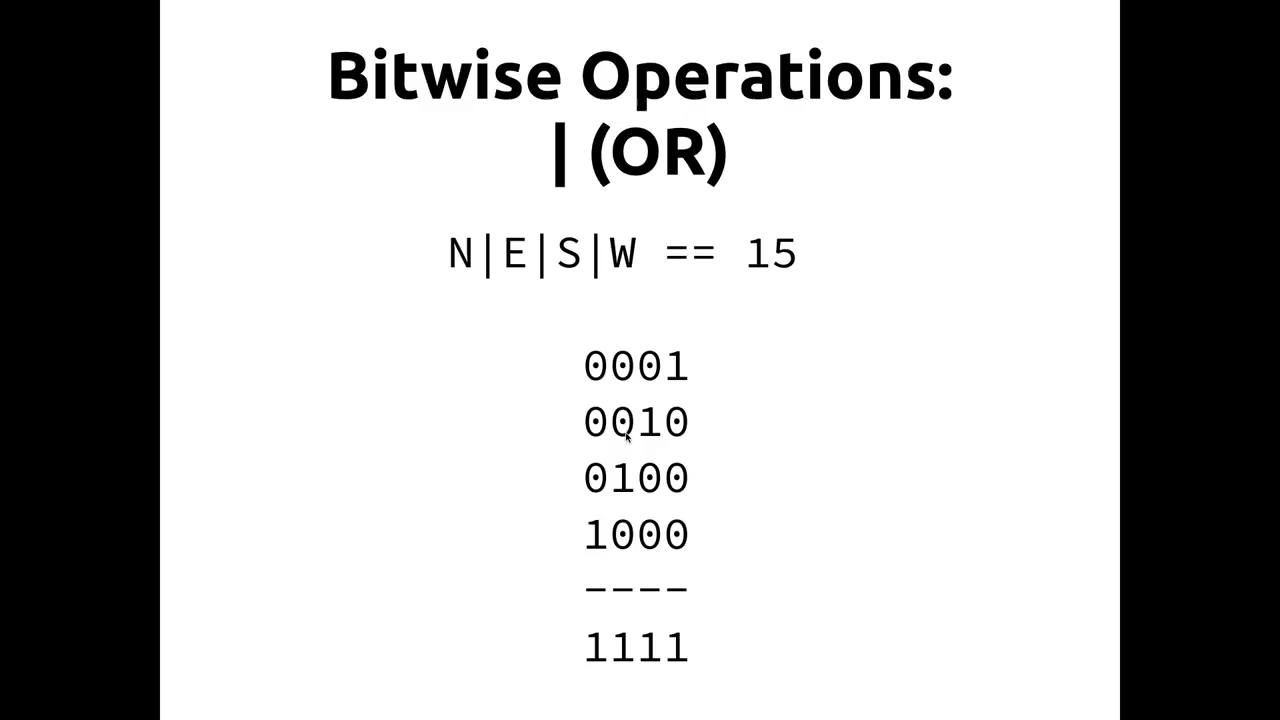 Bitwise Operations:
| (OR)
N|E|S|W == 15
0001
0010
0100
1000
----
1111